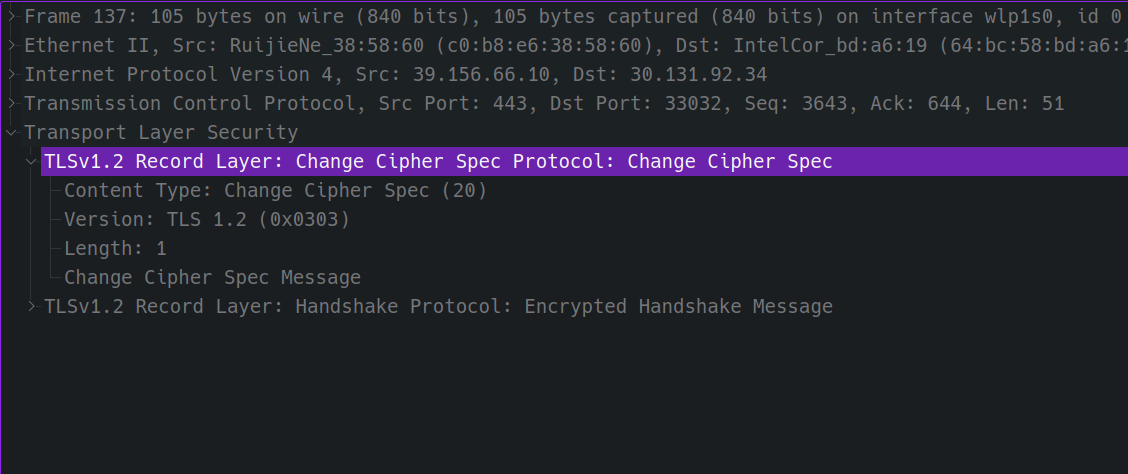 Frame 137: 105 bytes on wire (840 bits), 105 bytes captured (840 bits) on interface wlp1s0, id 0
Ethernet II, Src: RuijieNe_38:58:60 (c0:b8:e6:38:58:60), Dst: IntelCor_bd:a6:19 (64:bc:58:bd:a6:1
Internet Protocol Version 4, Src: 39.156.66.10, Dst: 30.131.92.34
Transmission Control Protocol, Src Port: 443, Dst Port: 33032, Seq: 3643, Ack: 644, Len: 51
Transport Layer Security
TLSv1.2 Record Layer: Change Cipher Spec Protocol: Change Cipher Spec
Content Type: Change Cipher Spec (20)
Version: TLS 1.2 (0x0303)
Length: 1
Change Cipher Spec Message
TLSv1.2 Record Layer: Handshake Protocol: Encrypted Handshake Message